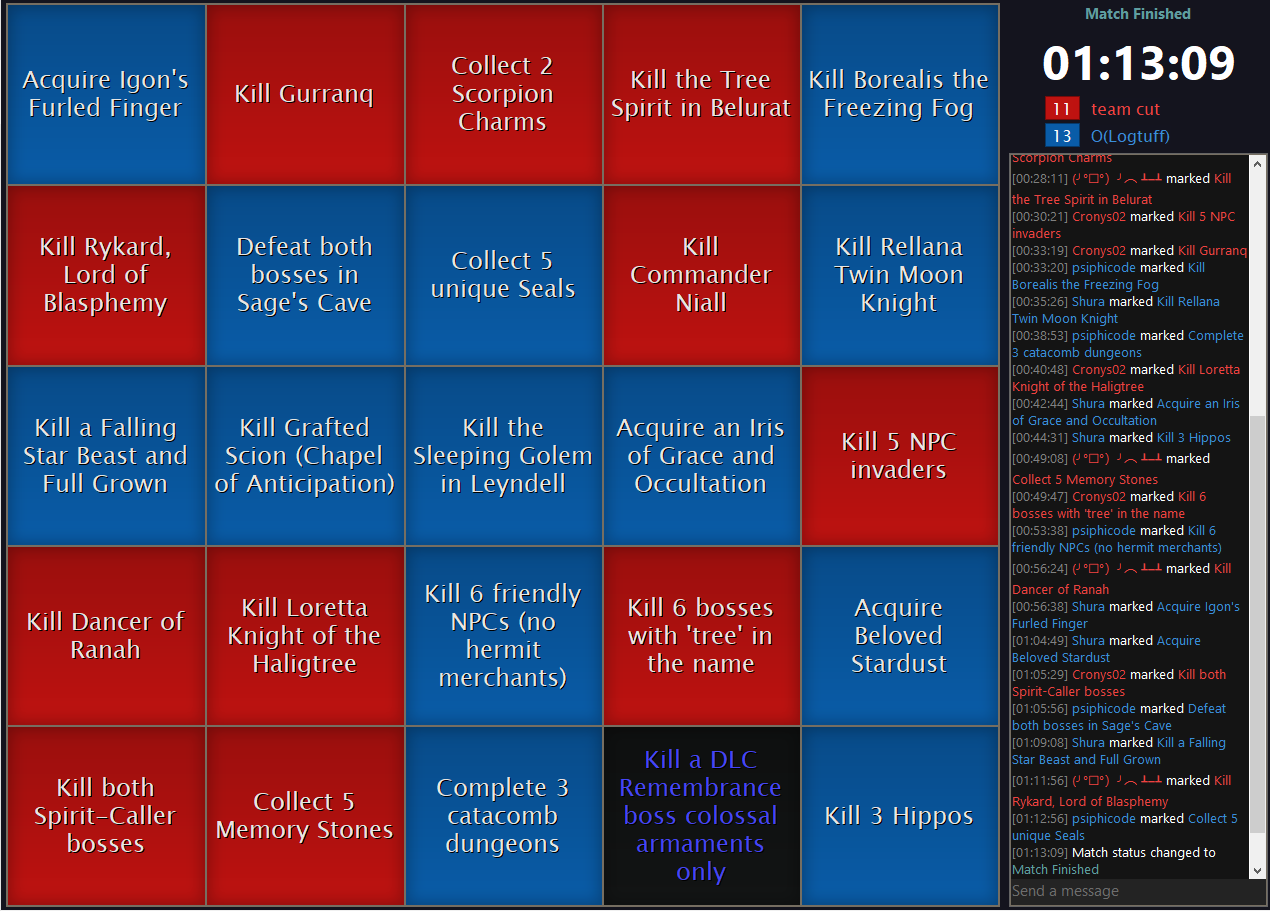 Acquire Igon's
Furled Finger
Kill Gurranq
Collect 2
Scorpion
Charms
Kill the Tree
Spirit in Belurat
Kill Borealis the
Freezing Fog
Kill Rykard,
Lord of
Blasphemy
Defeat both
bosses in
Sage's Cave
Collect 5
unique Seals
Kill
Commander
Niall
Kill Rellana
Twin Moon
Knight
Kill a Falling
Star Beast and
Full Grown
Kill Grafted
Scion (Chapel
of Anticipation)
Kill the
Sleeping Golem
in Leyndell
Acquire an Iris
of Grace and
Occultation
Kill 5 NPC
invaders
Kill Dancer of
Ranah
Kill Loretta
Knight of the
Haligtree
Kill 6 friendly
NPCs (no
hermit
merchants)
Kill 6 bosses
with 'tree' in
the name
Acquire
Beloved
Stardust
Kill both
Spirit-Caller
bosses
Collect 5
Memory Stones
Complete 3
catacomb
dungeons
Kill a DLC
Remembrance
boss colossal
armaments
only
Kill 3 Hippos
Match Finished
01:13:09
11 team cut
13 O(Logtuff)
Scorpion Charms
[00:28:11] (╯°□°)╯︵ ┻━┻ marked Kill
the Tree Spirit in Belurat
[00:30:21] Cronys02 marked Kill 5 NPC
invaders
[00:33:19] Cronys02 marked Kill Gurranq
[00:33:20] psiphicode marked Kill
Borealis the Freezing Fog
[00:35:26] Shura marked Kill Rellana
Twin Moon Knight
[00:38:53] psiphicode marked Complete
3 catacomb dungeons
[00:40:48] Cronys02 marked Kill Loretta
Knight of the Haligtree
[00:42:44] Shura marked Acquire an Iris
of Grace and Occultation
[00:44:31] Shura marked Kill 3 Hippos
[00:49:08] (╯°□°)╯︵ ┻━┻ marked
Collect 5 Memory Stones
[00:49:47] Cronys02 marked Kill 6
bosses with 'tree' in the name
[00:53:38] psiphicode marked Kill 6
friendly NPCs (no hermit merchants)
[00:56:24] (╯°□°)╯︵ ┻━┻ marked Kill
Dancer of Ranah
[00:56:38] Shura marked Acquire Igon's
Furled Finger
[01:04:49] Shura marked Acquire
Beloved Stardust
[01:05:29] Cronys02 marked Kill both
Spirit-Caller bosses
[01:05:56] psiphicode marked Defeat
both bosses in Sage's Cave
[01:09:08] Shura marked Kill a Falling
Star Beast and Full Grown
[01:11:56] (╯°□°)╯︵ ┻━┻ marked Kill
Rykard, Lord of Blasphemy
[01:12:56] psiphicode marked Collect 5
unique Seals
[01:13:09] Match status changed to
Match Finished
Send a message